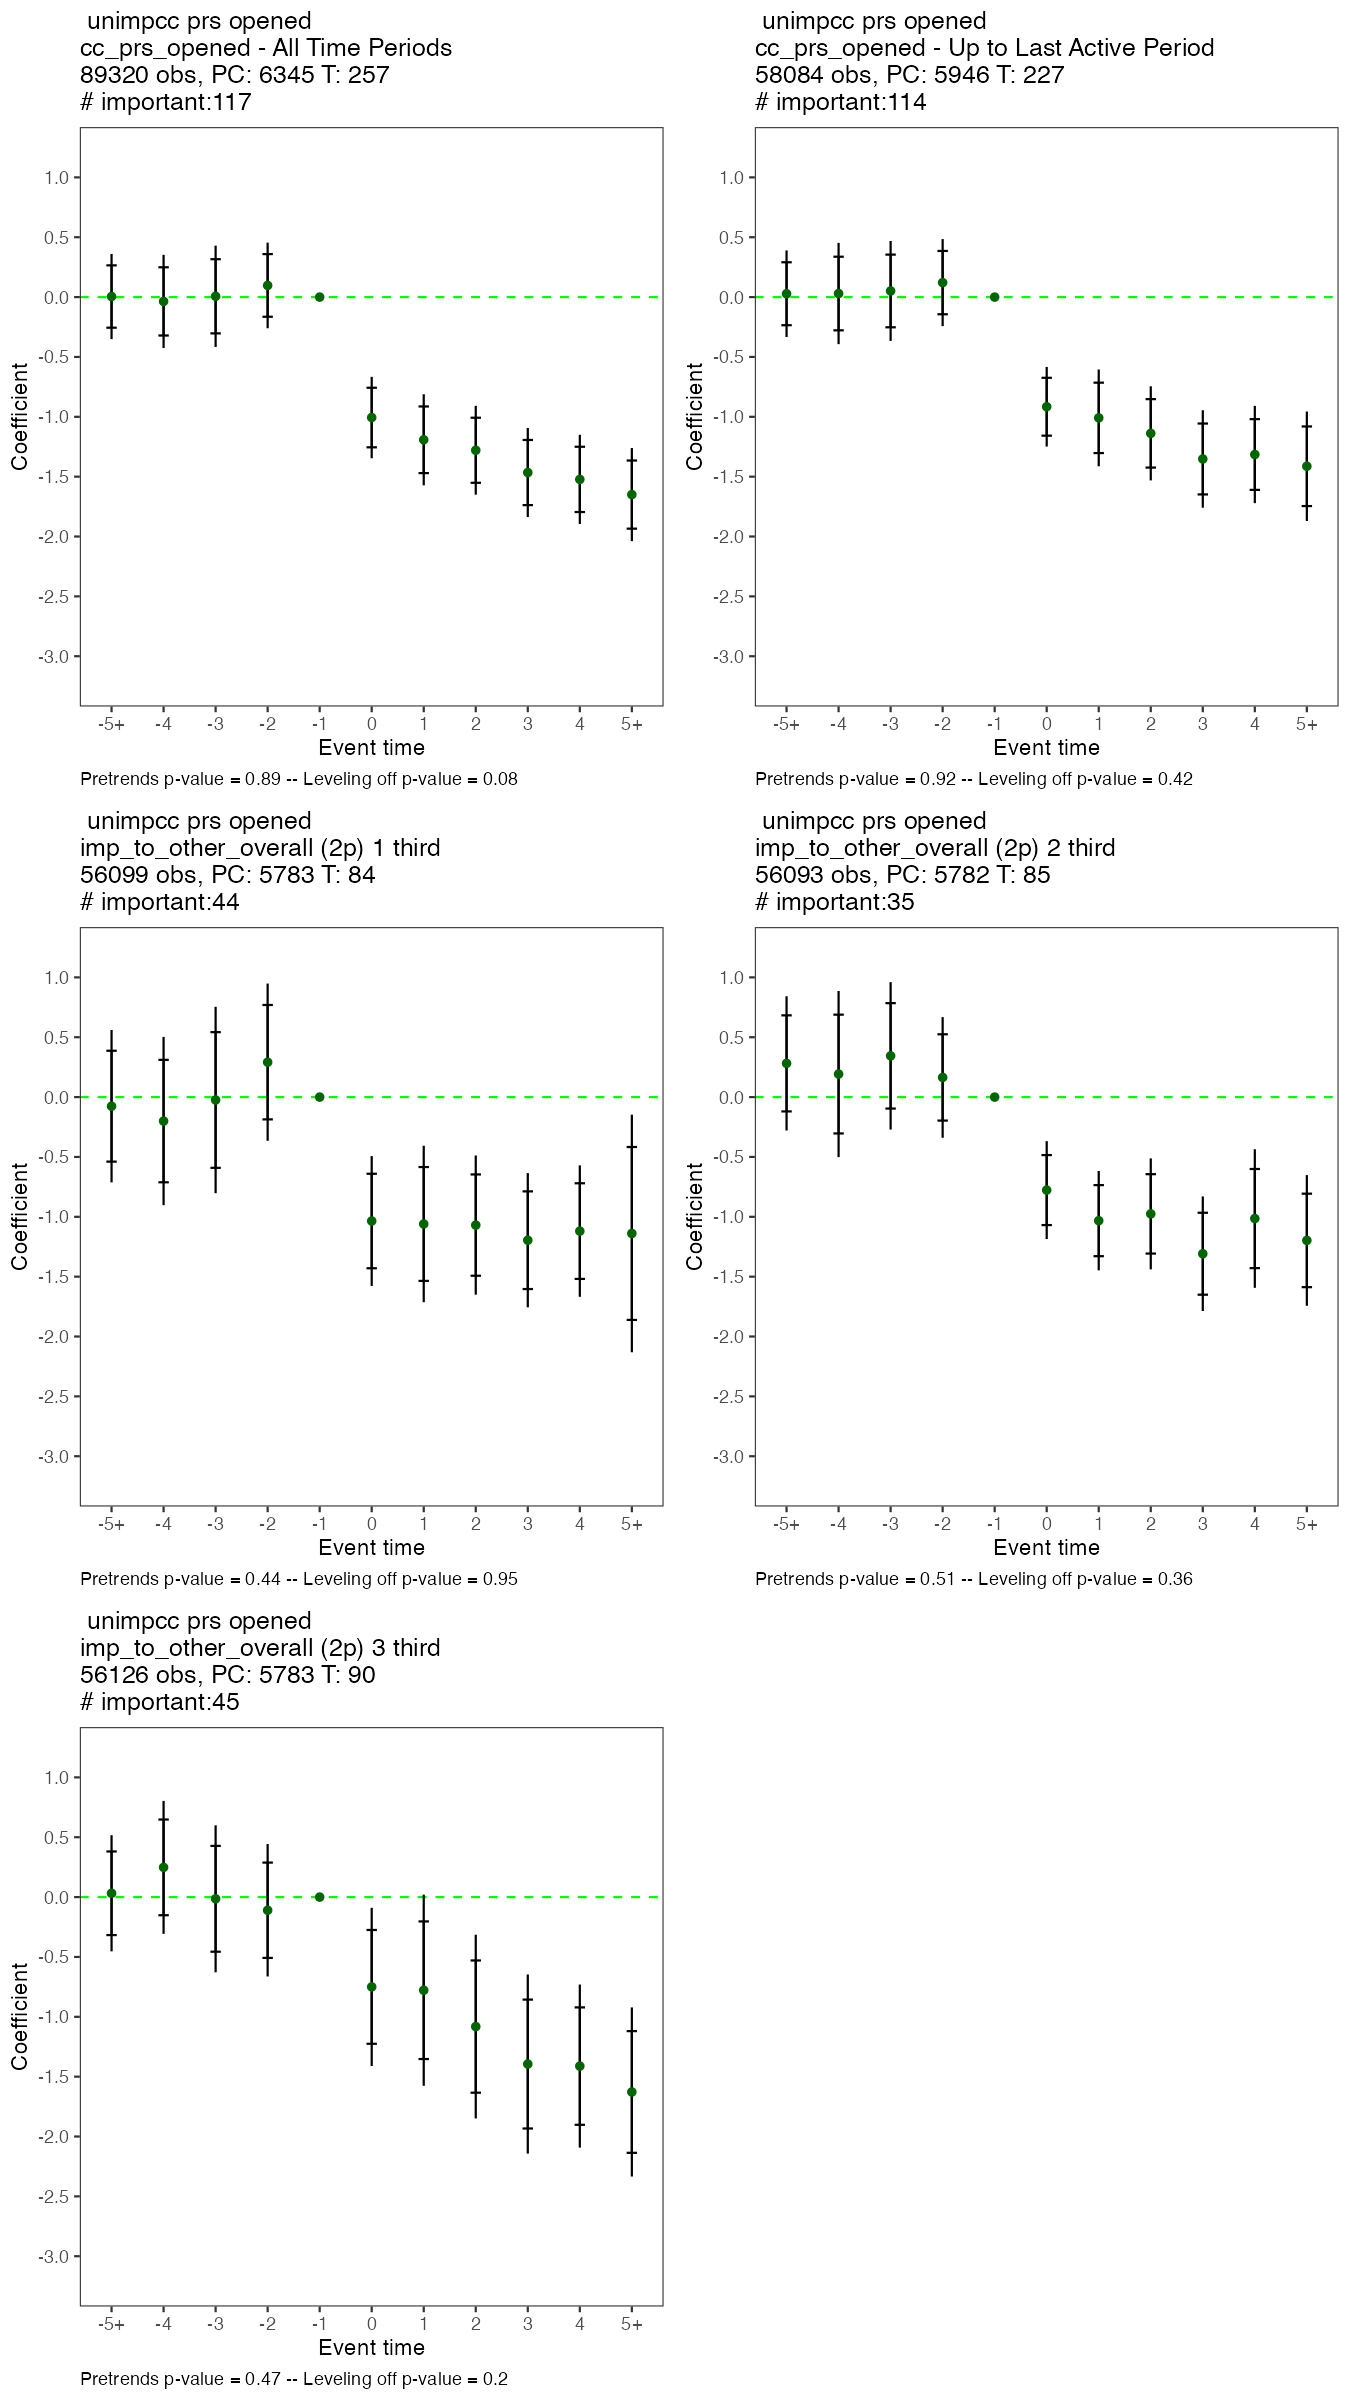 unimpcc prs opened
cc_prs_opened - All Time Periods
89320 obs, PC: 6345 T: 257
# important:117
1.0
0.5
0.0
-0.5
-1.0
-1.5
-2.0
-2.5
-3.0
Coefficient
-5+ -4 -3 -2 -1 0 1 2 3 4 5+
Event time
Pretrends p-value = 0.89 -- Leveling off p-value = 0.08
unimpcc prs opened
cc_prs_opened - Up to Last Active Period
58084 obs, PC: 5946 T: 227
# important:114
1.0
0.5
0.0
-0.5
-1.0
-1.5
-2.0
-2.5
-3.0
Coefficient
-5+ -4 -3 -2 -1 0 1 2 3 4 5+
Event time
Pretrends p-value = 0.92 -- Leveling off p-value = 0.42
unimpcc prs opened
imp_to_other_overall (2p) 1 third
56099 obs, PC: 5783 T: 84
# important:44
1.0
0.5
0.0
-0.5
-1.0
-1.5
-2.0
-2.5
-3.0
Coefficient
-5+ -4 -3 -2 -1 0 1 2 3 4 5+
Event time
Pretrends p-value = 0.44 -- Leveling off p-value = 0.95
unimpcc prs opened
imp_to_other_overall (2p) 2 third
56093 obs, PC: 5782 T: 85
# important:35
1.0
0.5
0.0
-0.5
-1.0
-1.5
-2.0
-2.5
-3.0
Coefficient
-5+ -4 -3 -2 -1 0 1 2 3 4 5+
Event time
Pretrends p-value = 0.51 -- Leveling off p-value = 0.36
unimpcc prs opened
imp_to_other_overall (2p) 3 third
56126 obs, PC: 5783 T: 90
# important:45
1.0
0.5
0.0
-0.5
-1.0
-1.5
-2.0
-2.5
-3.0
Coefficient
-5+ -4 -3 -2 -1 0 1 2 3 4 5+
Event time
Pretrends p-value = 0.47 -- Leveling off p-value = 0.2